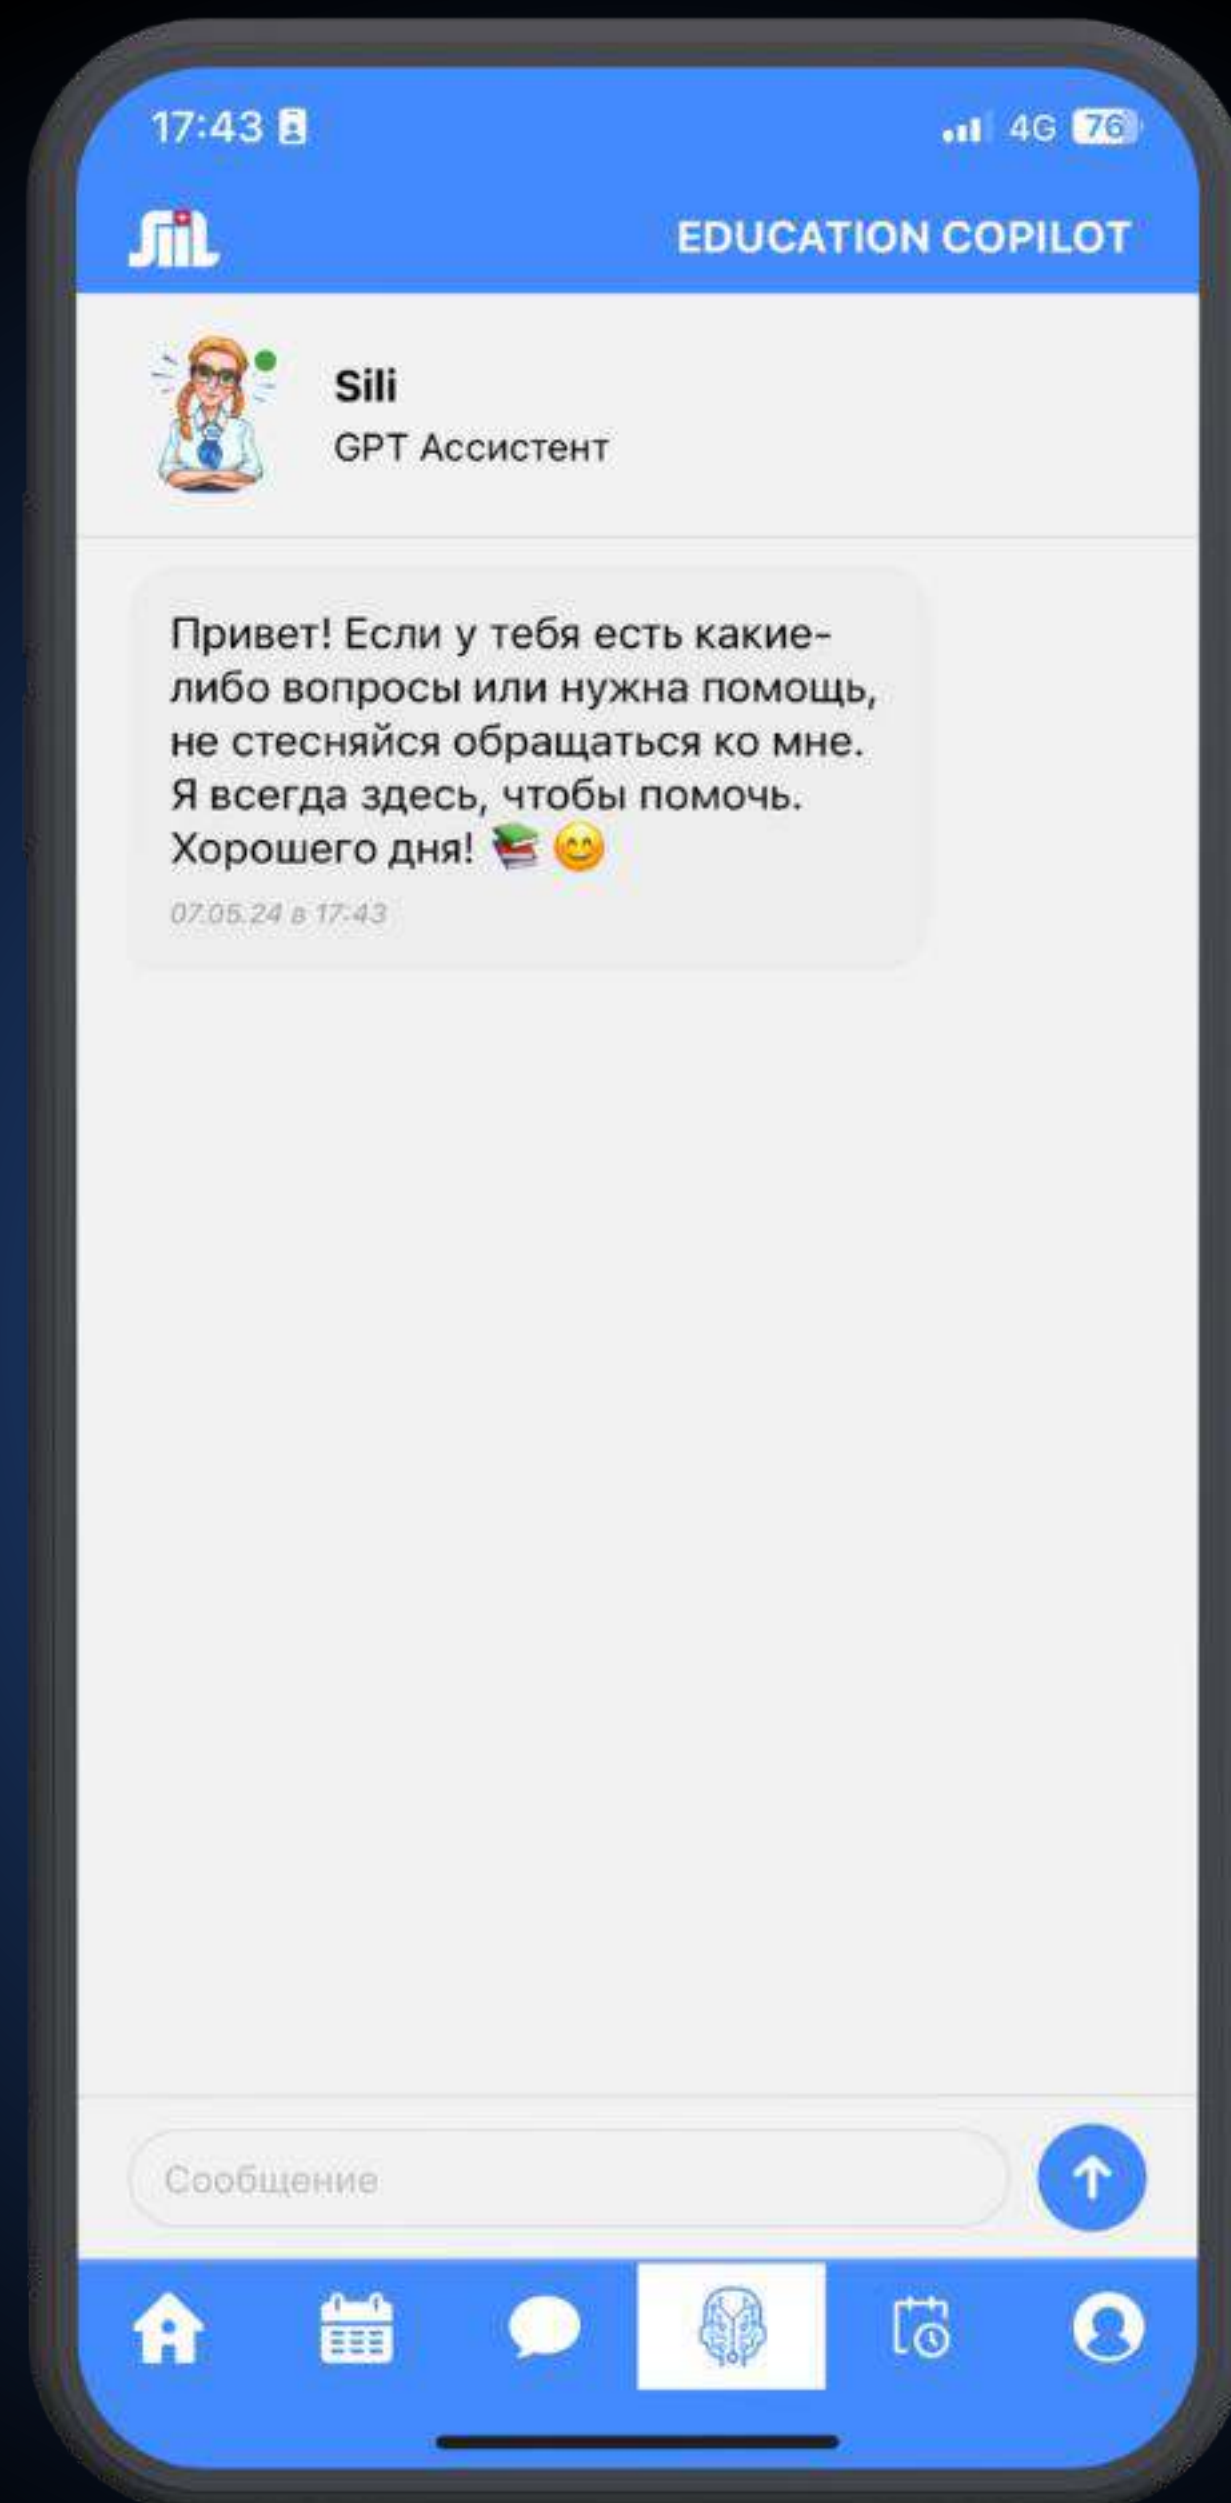 17:43
4G 76
SiiL
EDUCATION COPILOT
Sili
GPT Ассистент
Привет! Если у тебя есть какие-
либо вопросы или нужна помощь,
не стесняйся обращаться ко мне.
Я всегда здесь, чтобы помочь.
Хорошего дня! 📚 😊
07.05.24 в 17:43
Сообщение